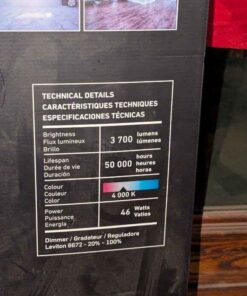 TECHNICAL DETAILS
CARACTÉRISTIQUES TECHNIQUES
ESPECIFICACIONES TÉCNICAS
Brightness
Flux lumineux
Brillo
3 700 lumens
lúmenes
Lifespan
Durée de vie
Duración
50 000 hours
heures
horas
Colour
Couleur
Color
4 000 K
Power
Puissance
Energía
46 Watts
Vatios
Dimmer / Gradateur / Reguladore
Leviton 6672 - 20% - 100%